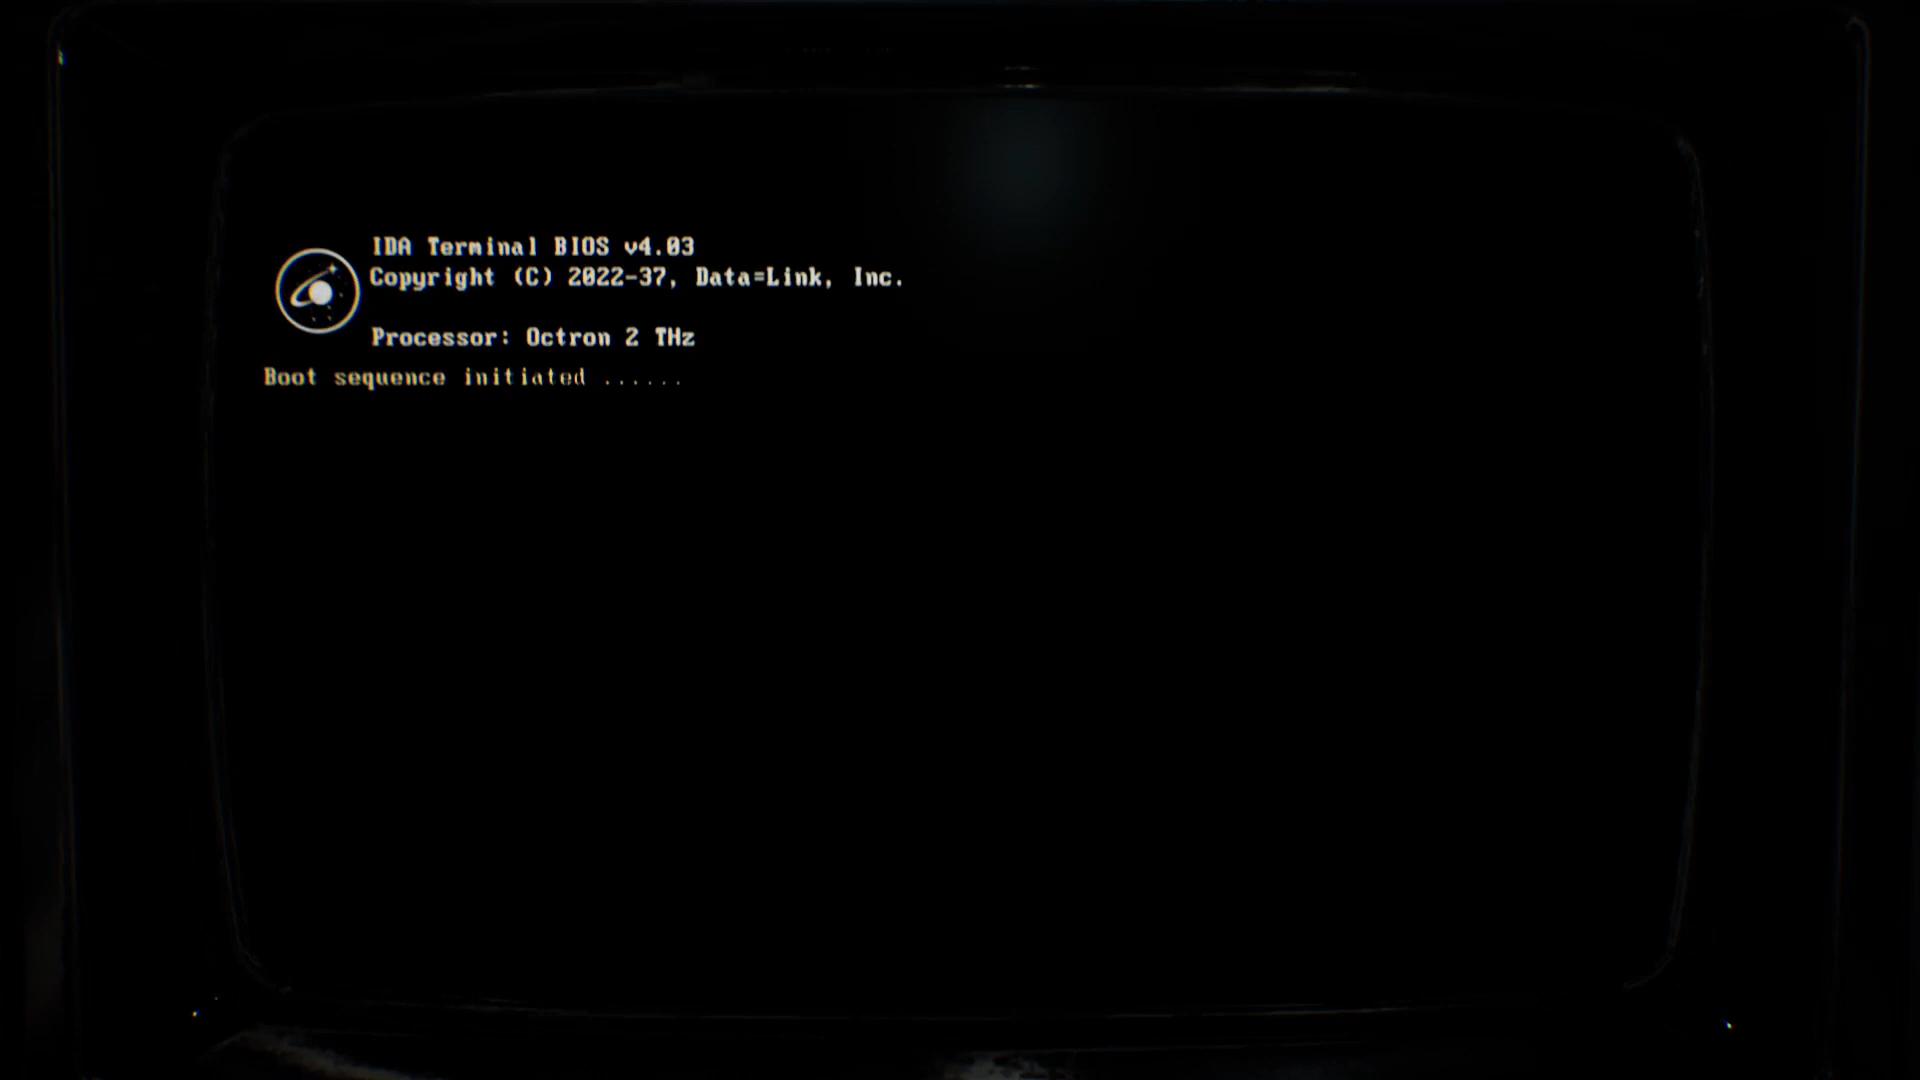 IDA Terminal BIOS v4.03
Copyright (C) 2022-37, Data=Link, Inc.
Processor: Octron 2 THz
Boot sequence initiated ......